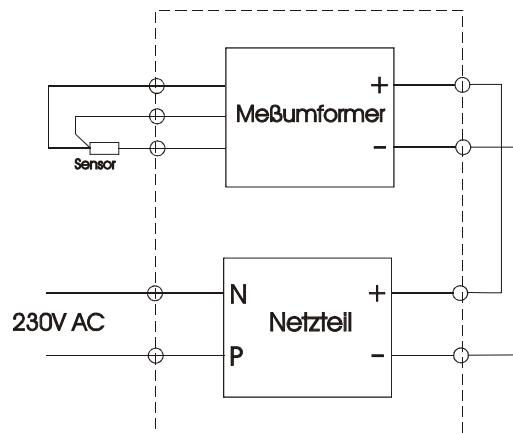 +
Meßumformer
-
Sensor
N +
230V AC
Netzteil
P -